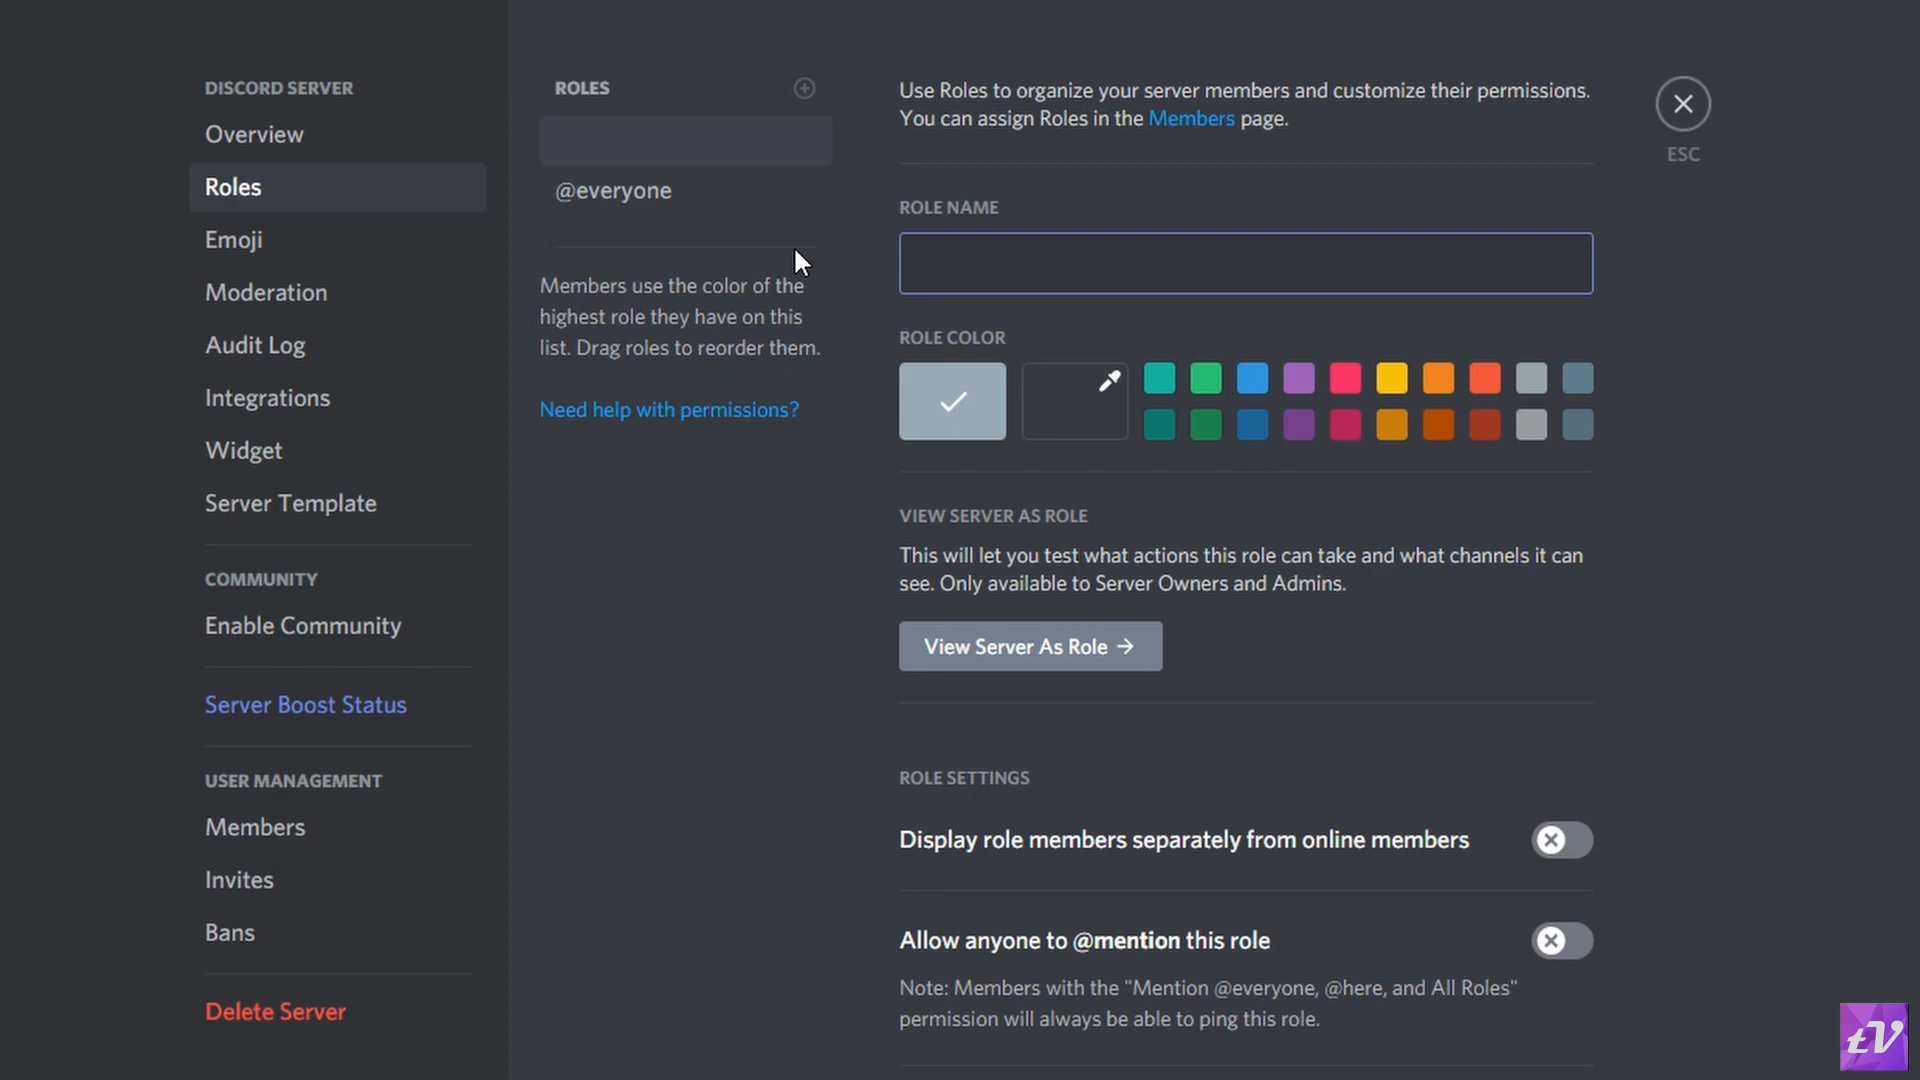 DISCORD SERVER
Overview
Roles
Emoji
Moderation
Audit Log
Integrations
Widget
Server Template
COMMUNITY
Enable Community
Server Boost Status
USER MANAGEMENT
Members
Invites
Bans
Delete Server
ROLES
@everyone
Members use the color of the
highest role they have on this
list. Drag roles to reorder them.
Need help with permissions?
Use Roles to organize your server members and customize their permissions.
You can assign Roles in the Members page.
ROLE NAME
ROLE COLOR
VIEW SERVER AS ROLE
This will let you test what actions this role can take and what channels it can
see. Only available to Server Owners and Admins.
View Server As Role →
ROLE SETTINGS
Display role members separately from online members
Allow anyone to @mention this role
Note: Members with the "Mention @everyone, @here, and All Roles"
permission will always be able to ping this role.
ESC
tV